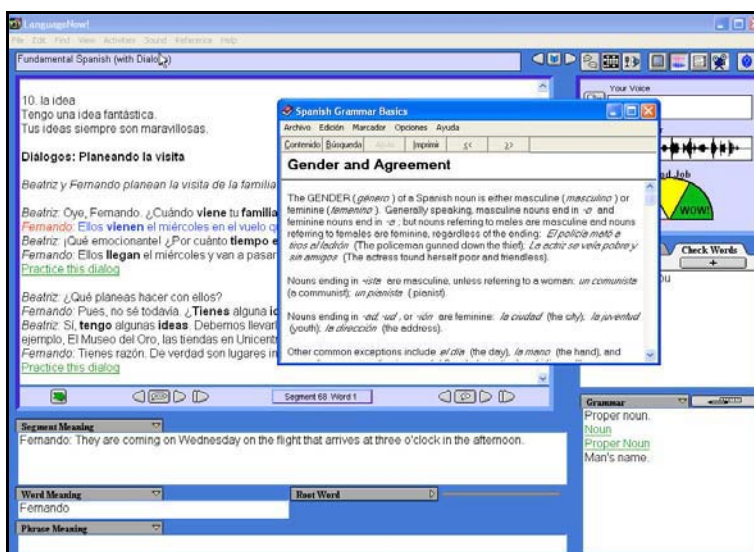 LanguageNow!
File Edit Find View Activities Sound Reference Help
Fundamental Spanish (with Dialogs)
10. la idea
Tengo una idea fantástica.
Tus ideas siempre son maravillosas.
Diálogos: Planeando la visita
Beatriz y Fernando planean la visita de la familia
Beatriz: Oye, Fernando. ¿Cuándo viene tu familia
Fernando: Ellos vienen el miércoles en el vuelo q
Beatriz: ¡Qué emocionante! ¿Por cuánto tiempo e
Fernando: Ellos llegan el miércoles y van a pasar
Practice this dialog
Beatriz: ¿Qué planeas hacer con ellos?
Fernando: Pues, no sé todavía. ¿Tienes alguna id
Beatriz: Sí, tengo algunas ideas. Debemos llevarl
ejemplo, El Museo del Oro, las tiendas en Unicentr
Fernando: Tienes razón. De verdad son lugares in
Practice this dialog
Segment 68 Word 1
Spanish Grammar Basics
Archivo Edición Marcador Opciones Ayuda
Contenido Búsqueda Atrás Imprimir << >>
Gender and Agreement
The GENDER (género) of a Spanish noun is either masculine (masculino) or
feminine (femenino). Generally speaking, masculine nouns end in -o and
feminine nouns end in -a; but nouns referring to males are masculine and nouns
referring to females are feminine, regardless of the ending: El policía mató a
tiros al ladrón (The policeman gunned down the thief); La actriz se veía pobre y
sin amigos (The actress found herself poor and friendless).
Nouns ending in -ista are masculine, unless referring to a woman: un comunista
(a communist); un pianista (pianist).
Nouns ending in -ad, -ud, or -ión are feminine: la ciudad (the city); la juventud
(youth); la dirección (the address).
Other common exceptions include el día (the day), la mano (the hand), and
Your Voice
d Job
WOW!
Check Words
+
ou
Segment Meaning
Fernando: They are coming on Wednesday on the flight that arrives at three o'clock in the afternoon.
Word Meaning
Root Word
Fernando
Phrase Meaning
Grammar
Proper noun.
Noun
Proper Noun
Man's name.